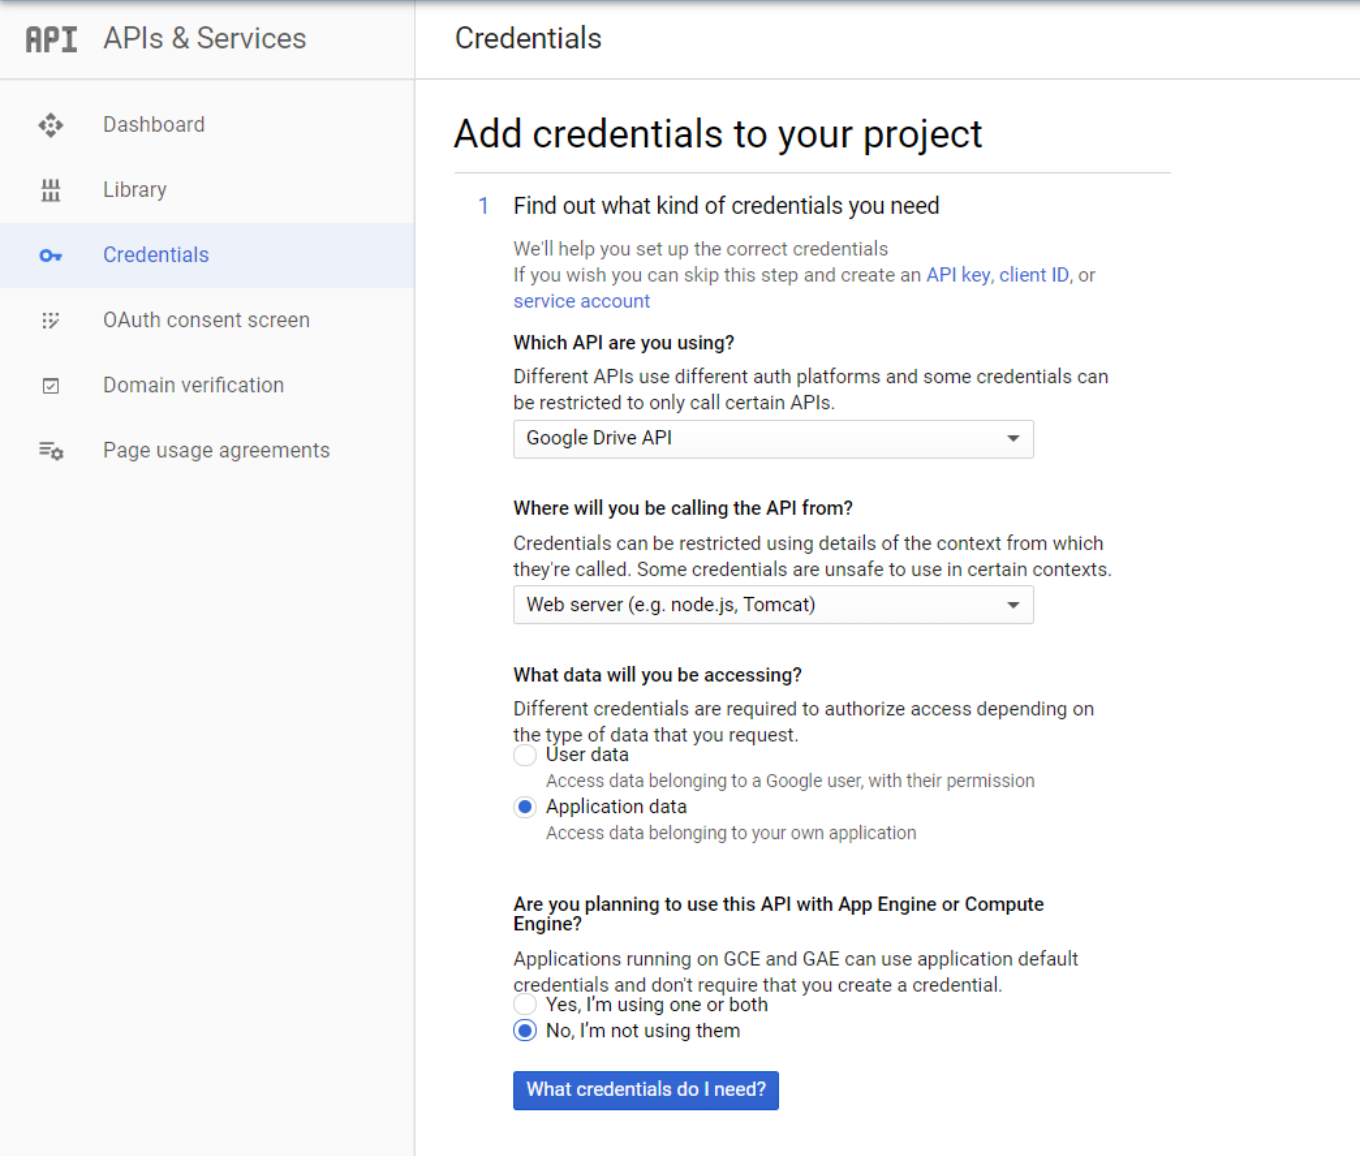 API APIs & Services
Credentials
Dashboard
Library
Credentials
OAuth consent screen
Domain verification
Page usage agreements
Add credentials to your project
1 Find out what kind of credentials you need
We'll help you set up the correct credentials
If you wish you can skip this step and create an API key, client ID, or
service account
Which API are you using?
Different APIs use different auth platforms and some credentials can
be restricted to only call certain APIs.
Google Drive API
Where will you be calling the API from?
Credentials can be restricted using details of the context from which
they're called. Some credentials are unsafe to use in certain contexts.
Web server (e.g. node.js, Tomcat)
What data will you be accessing?
Different credentials are required to authorize access depending on
the type of data that you request.
User data
Access data belonging to a Google user, with their permission
Application data
Access data belonging to your own application
Are you planning to use this API with App Engine or Compute
Engine?
Applications running on GCE and GAE can use application default
credentials and don't require that you create a credential.
Yes, I'm using one or both
No, I'm not using them
What credentials do I need?